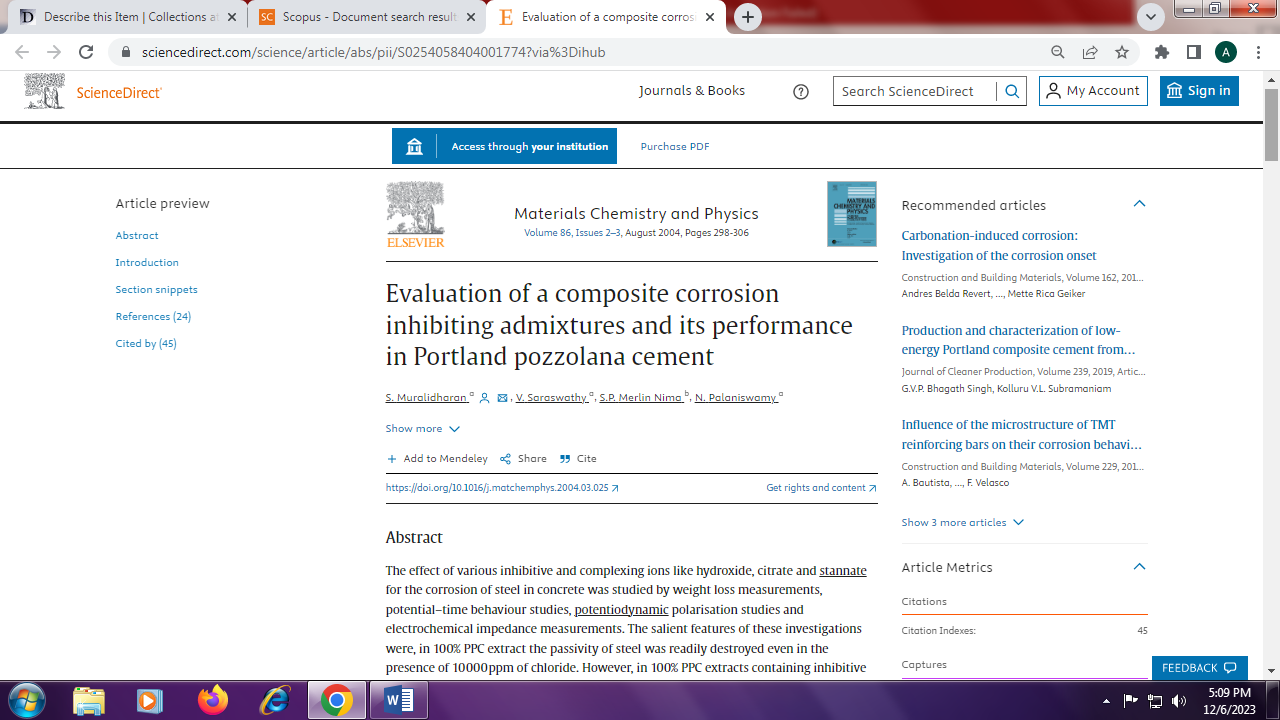 Describe this Item | Collections at
Scopus - Document search result
Evaluation of a composite corros
sciencedirect.com/science/article/abs/pii/S0254058404001774?via%3Dihub
A
ScienceDirect
Journals & Books
?
Search ScienceDirect
My Account
Sign in
Access through your institution
Purchase PDF
Article preview
Abstract
Introduction
Section snippets
References (24)
Cited by (45)
ELSEVIER
Materials Chemistry and Physics
Volume 86, Issues 2–3, August 2004, Pages 298-306
Evaluation of a composite corrosion
inhibiting admixtures and its performance
in Portland pozzolana cement
S. Muralidharan a, V. Saraswathy a, S.P. Merlin Nima b, N. Palaniswamy a
Show more
Add to Mendeley
Share
Cite
https://doi.org/10.1016/j.matchemphys.2004.03.025
Get rights and content
Abstract
The effect of various inhibitive and complexing ions like hydroxide, citrate and stannate
for the corrosion of steel in concrete was studied by weight loss measurements,
potential–time behaviour studies, potentiodynamic polarisation studies and
electrochemical impedance measurements. The salient features of these investigations
were, in 100% PPC extract the passivity of steel was readily destroyed even in the
presence of 10000ppm of chloride. However, in 100% PPC extracts containing inhibitive
Recommended articles
Carbonation-induced corrosion:
Investigation of the corrosion onset
Construction and Building Materials, Volume 162, 201...
Andres Belda Revert, ..., Mette Rica Geiker
Production and characterization of low-
energy Portland composite cement from...
Journal of Cleaner Production, Volume 239, 2019, Artic...
G.V.P. Bhagath Singh, Kolluru V.L. Subramaniam
Influence of the microstructure of TMT
reinforcing bars on their corrosion behavi...
Construction and Building Materials, Volume 229, 201...
A. Bautista, ..., F. Velasco
Show 3 more articles
Article Metrics
Citations
Citation Indexes: 45
Captures
FEEDBACK
5:09 PM
12/6/2023